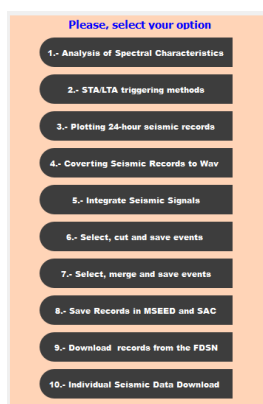 Please, select your option
1.- Analysis of Spectral Characteristics
2.- STA/LTA triggering methods
3.- Plotting 24-hour seismic records
4.- Coverting Seismic Records to Wav
5.- Integrate Seismic Signals
6.- Select, cut and save events
7.- Select, merge and save events
8.- Save Records in MSEED and SAC
9.- Download records from the FDSN
10.- Individual Seismic Data Download